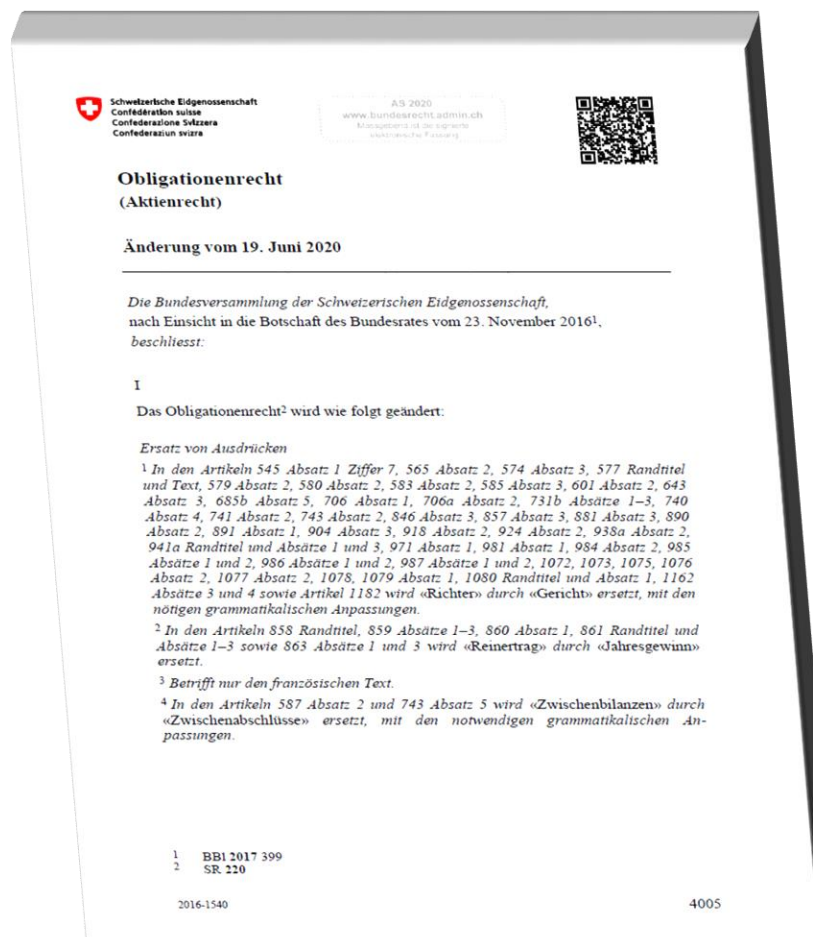 Schweizerische Eidgenossenschaft
Confédération suisse
Confederazione Svizzera
Confederaziun svizra
AS 2020
www.bundesrecht.admin.ch
Massgebend ist die signierte
elektronische Fassung
Obligationenrecht
(Aktienrecht)
Änderung vom 19. Juni 2020
Die Bundesversammlung der Schweizerischen Eidgenossenschaft,
nach Einsicht in die Botschaft des Bundesrates vom 23. November 2016¹,
beschliesst:
I
Das Obligationenrecht² wird wie folgt geändert:
Ersatz von Ausdrücken
¹ In den Artikeln 545 Absatz 1 Ziffer 7, 565 Absatz 2, 574 Absatz 3, 577 Randtitel
und Text, 579 Absatz 2, 580 Absatz 2, 583 Absatz 2, 585 Absatz 3, 601 Absatz 2, 643
Absatz 3, 685b Absatz 5, 706 Absatz 1, 706a Absatz 2, 731b Absätze 1–3, 740
Absatz 4, 741 Absatz 2, 743 Absatz 2, 846 Absatz 3, 857 Absatz 3, 881 Absatz 3, 890
Absatz 2, 891 Absatz 1, 904 Absatz 3, 918 Absatz 2, 924 Absatz 2, 938a Absatz 2,
941a Randtitel und Absätze 1 und 3, 971 Absatz 1, 981 Absatz 1, 984 Absatz 2, 985
Absätze 1 und 2, 986 Absätze 1 und 2, 987 Absätze 1 und 2, 1072, 1073, 1075, 1076
Absatz 2, 1077 Absatz 2, 1078, 1079 Absatz 1, 1080 Randtitel und Absatz 1, 1162
Absätze 3 und 4 sowie Artikel 1182 wird «Richter» durch «Gericht» ersetzt, mit den
nötigen grammatikalischen Anpassungen.
² In den Artikeln 858 Randtitel, 859 Absätze 1–3, 860 Absatz 1, 861 Randtitel und
Absätze 1–3 sowie 863 Absätze 1 und 3 wird «Reinertrag» durch «Jahresgewinn»
ersetzt.
³ Betrifft nur den französischen Text.
⁴ In den Artikeln 587 Absatz 2 und 743 Absatz 5 wird «Zwischenbilanzen» durch
«Zwischenabschlüsse» ersetzt, mit den notwendigen grammatikalischen An-
passungen.
¹ BBl 2017 399
² SR 220
2016-1540
4005